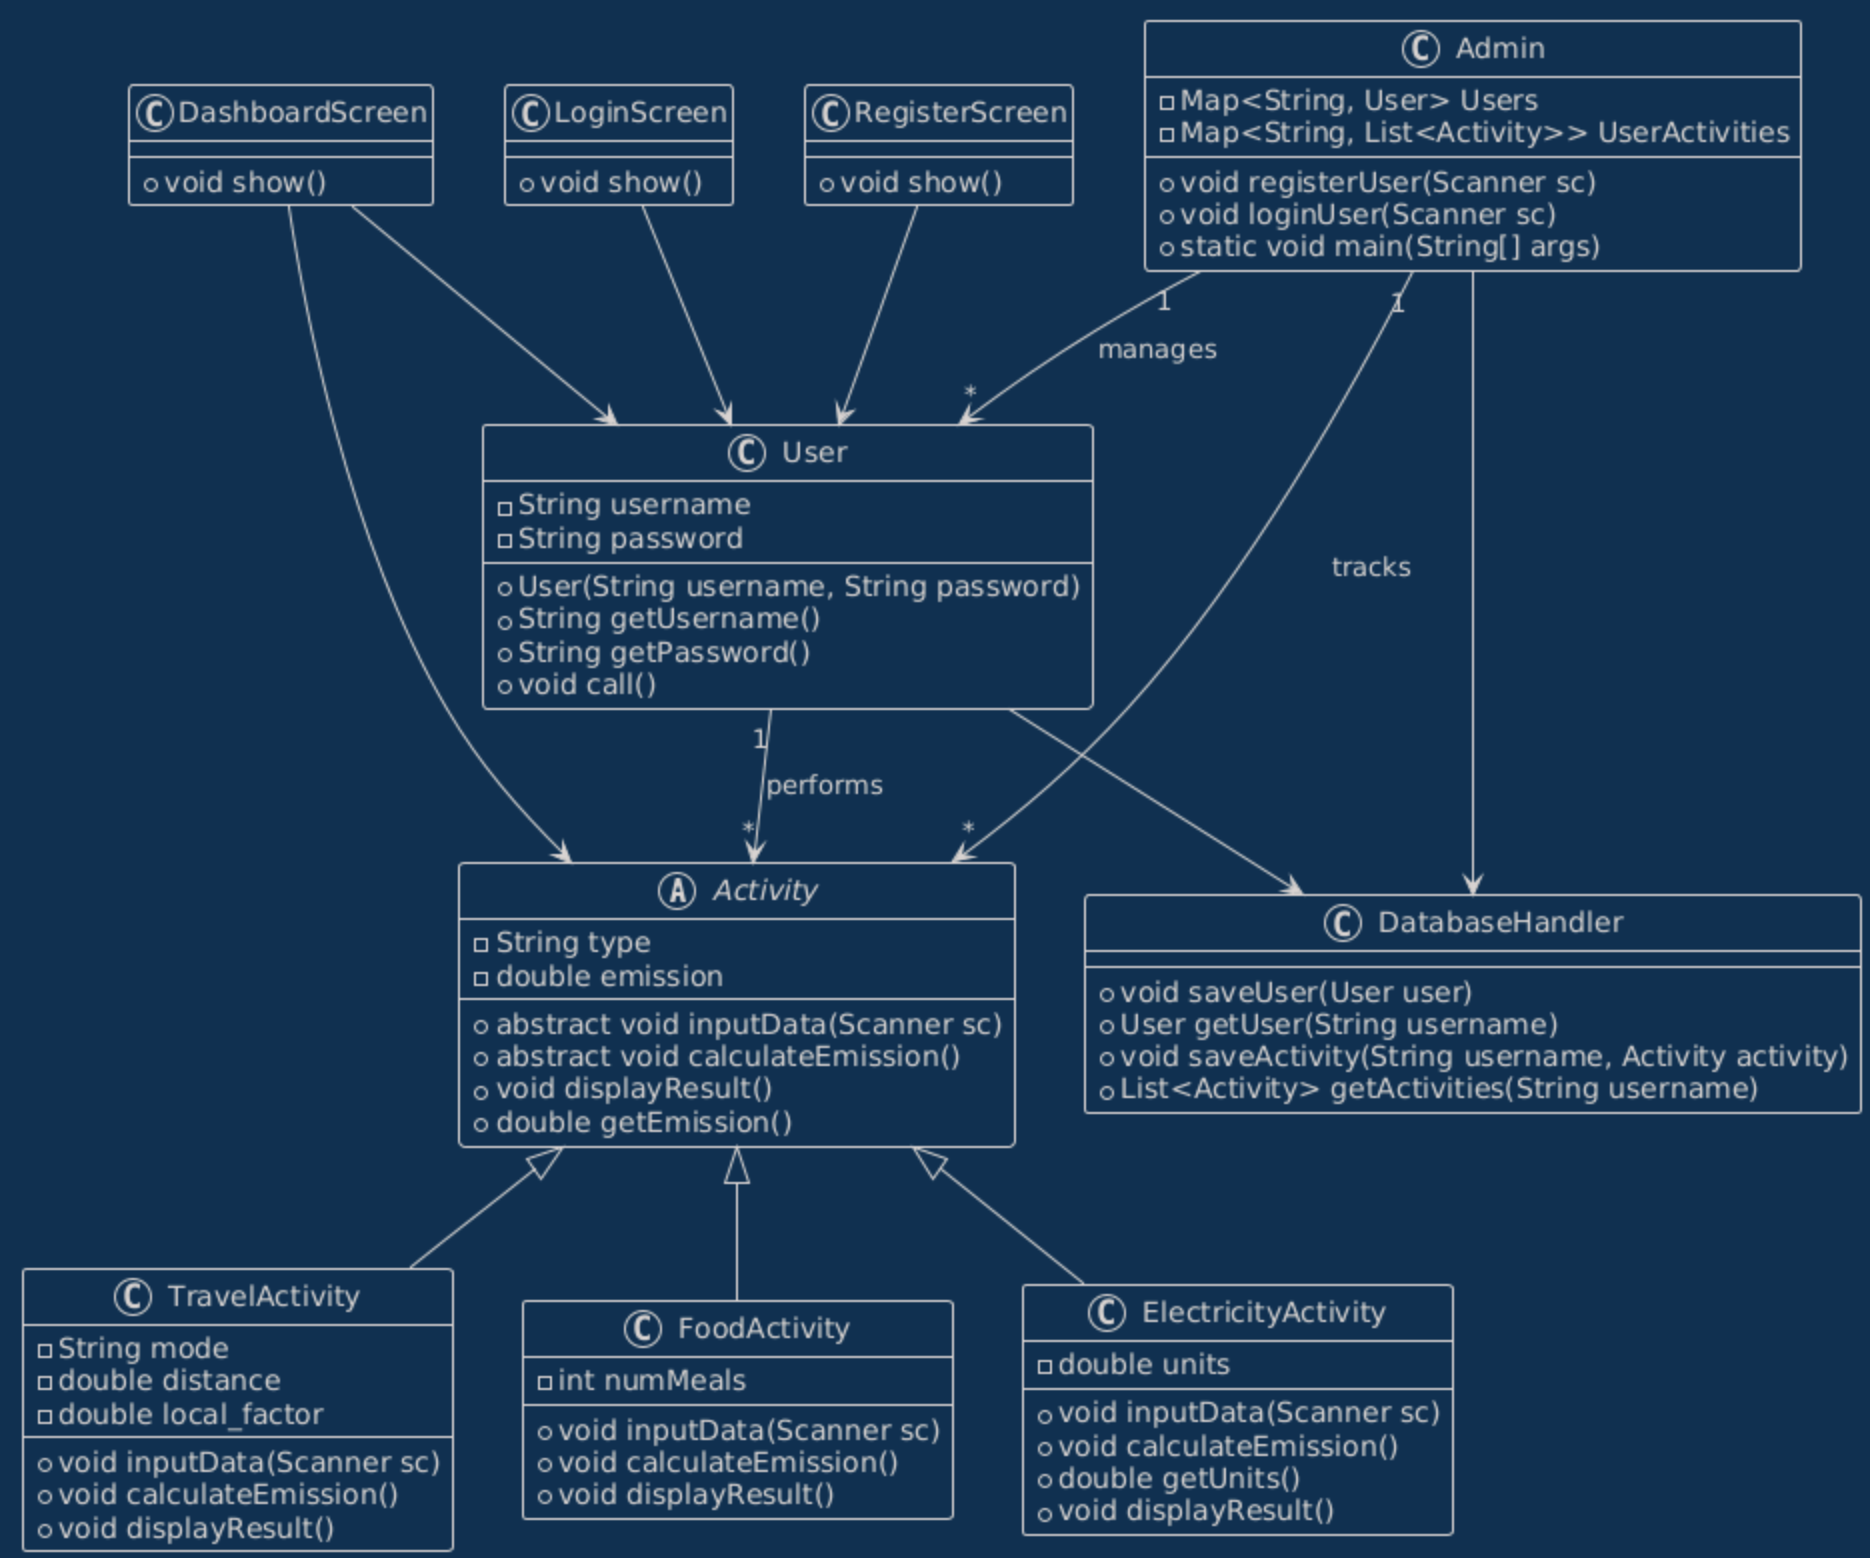 C Admin
Map<String, User> Users
Map<String, List<Activity>> UserActivities
void registerUser(Scanner sc)
void loginUser(Scanner sc)
static void main(String[] args)
C DashboardScreen
void show()
C LoginScreen
void show()
C RegisterScreen
void show()
1
manages
*
1
tracks
*
C User
String username
String password
User(String username, String password)
String getUsername()
String getPassword()
void call()
1
performs
*
A Activity
String type
double emission
abstract void inputData(Scanner sc)
abstract void calculateEmission()
void displayResult()
double getEmission()
C DatabaseHandler
void saveUser(User user)
User getUser(String username)
void saveActivity(String username, Activity activity)
List<Activity> getActivities(String username)
C TravelActivity
String mode
double distance
double local_factor
void inputData(Scanner sc)
void calculateEmission()
void displayResult()
C FoodActivity
int numMeals
void inputData(Scanner sc)
void calculateEmission()
void displayResult()
C ElectricityActivity
double units
void inputData(Scanner sc)
void calculateEmission()
double getUnits()
void displayResult()